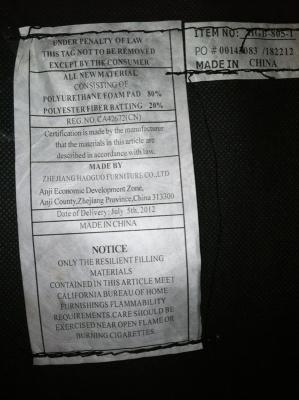 UNDER PENALTY OF LAW
THIS TAG NOT TO BE REMOVED
EXCEPT BY THE CONSUMER
ALL NEW MATERIAL
CONSISTING OF
POLYURETHANE FOAM PAD 80%
POLYESTER FIBER BATTING 20%
REG.NO.CA42672(CN)
Certification is made by the manufacturer
that the materials in this article are
described in accordance with law.
MADE BY
ZHEJIANG HAOGUO FURNITURE CO.,LTD
Anji Economic Development Zone,
Anji County,Zhejiang Province,China 313300
Date of Delivery: July 5th, 2012
MADE IN CHINA
NOTICE
ONLY THE RESILIENT FILLING
MATERIALS
CONTAINED IN THIS ARTICLE MEET
CALIFORNIA BUREAU OF HOME
FURNISHINGS FLAMMABILITY
REQUIREMENTS.CARE SHOULD BE
EXERCISED NEAR OPEN FLAME OR
BURNING CIGARETTES.
ITEM NO:
PO # /182212
MADE IN CHINA